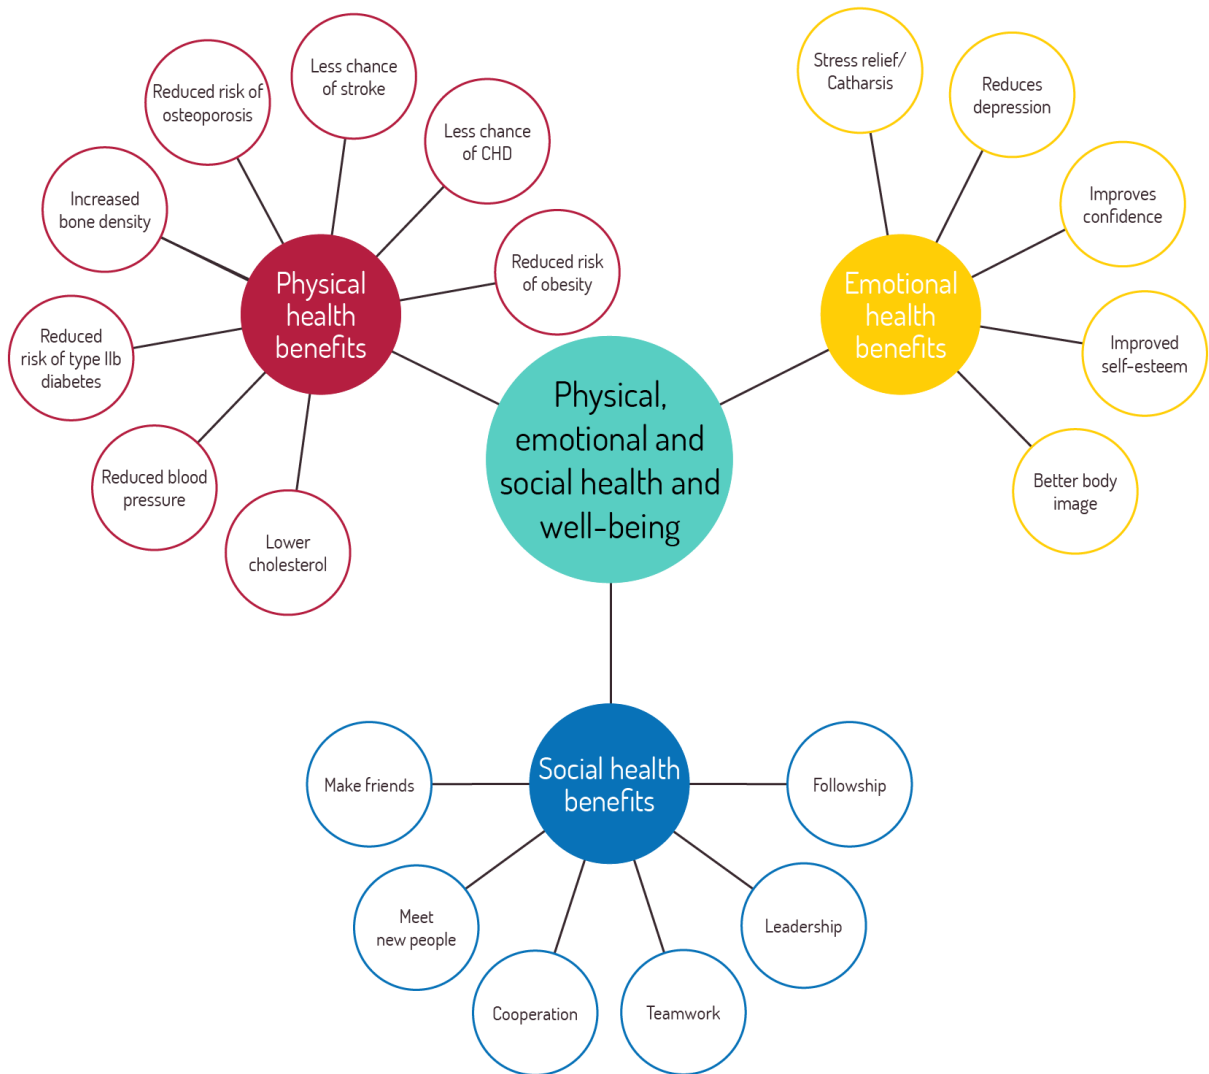 Physical,
emotional and
social health and
well-being
Physical
health
benefits
Reduced risk
of obesity
Less chance
of CHD
Less chance
of stroke
Reduced risk of
osteoporosis
Increased
bone density
Reduced
risk of type IIb
diabetes
Reduced blood
pressure
Lower
cholesterol
Emotional
health
benefits
Stress relief/
Catharsis
Reduces
depression
Improves
confidence
Improved
self-esteem
Better body
image
Social health
benefits
Make friends
Meet
new people
Cooperation
Teamwork
Leadership
Followship